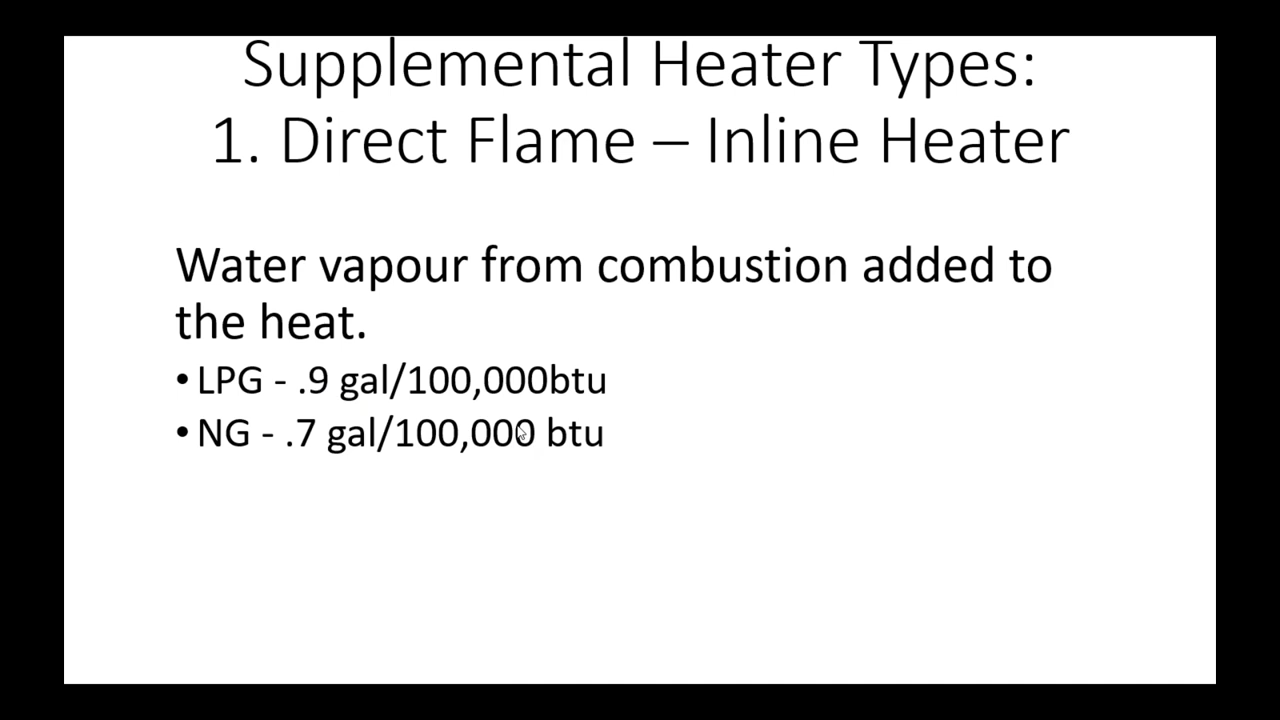 Supplemental Heater Types:
1. Direct Flame – Inline Heater
Water vapour from combustion added to
the heat.
• LPG - .9 gal/100,000btu
• NG - .7 gal/100,000 btu